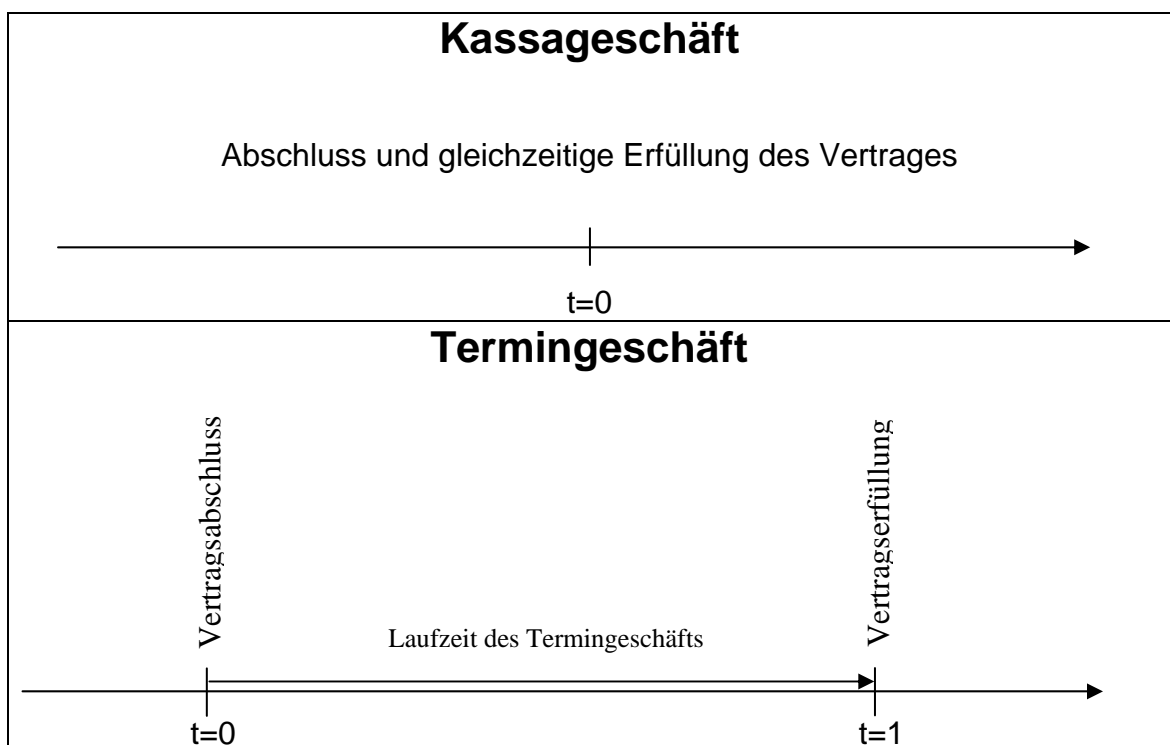 Kassageschäft
Abschluss und gleichzeitige Erfüllung des Vertrages
t=0
Termingeschäft
Vertragsabschluss
Vertragserfüllung
Laufzeit des Termingeschäfts
t=0
t=1